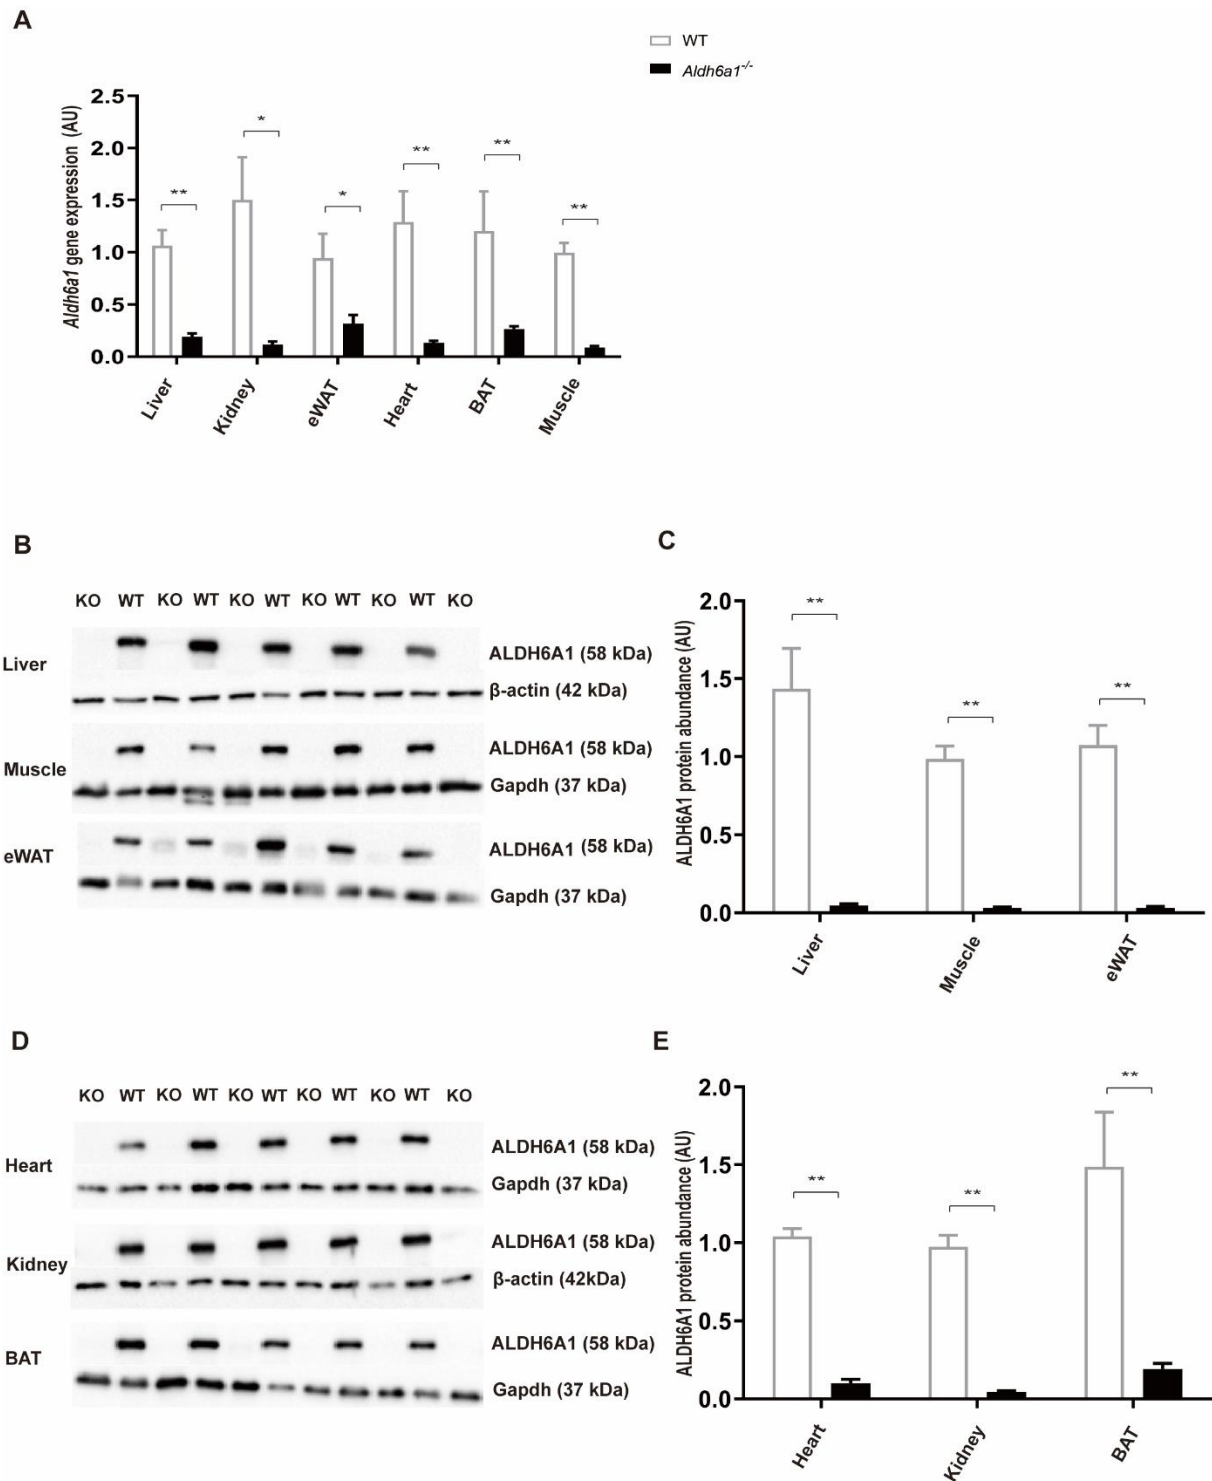 A
WT
Aldh6a1-/-
Aldh6a1 gene expression (AU)
2.5
2.0
1.5
1.0
0.5
0.0
*
*
**
**
**
**
Liver
Kidney
eWAT
Heart
BAT
Muscle
B
KO WT KO WT KO WT KO WT KO WT KO
Liver
ALDH6A1 (58 kDa)
β-actin (42 kDa)
Muscle
ALDH6A1 (58 kDa)
Gapdh (37 kDa)
eWAT
ALDH6A1 (58 kDa)
Gapdh (37 kDa)
C
ALDH6A1 protein abundance (AU)
2.0
1.5
1.0
0.5
0.0
**
**
**
Liver
Muscle
eWAT
D
KO WT KO WT KO WT KO WT KO WT KO
Heart
ALDH6A1 (58 kDa)
Gapdh (37 kDa)
Kidney
ALDH6A1 (58 kDa)
β-actin (42kDa)
BAT
ALDH6A1 (58 kDa)
Gapdh (37 kDa)
E
ALDH6A1 protein abundance (AU)
2.0
1.5
1.0
0.5
0.0
**
**
**
Heart
Kidney
BAT